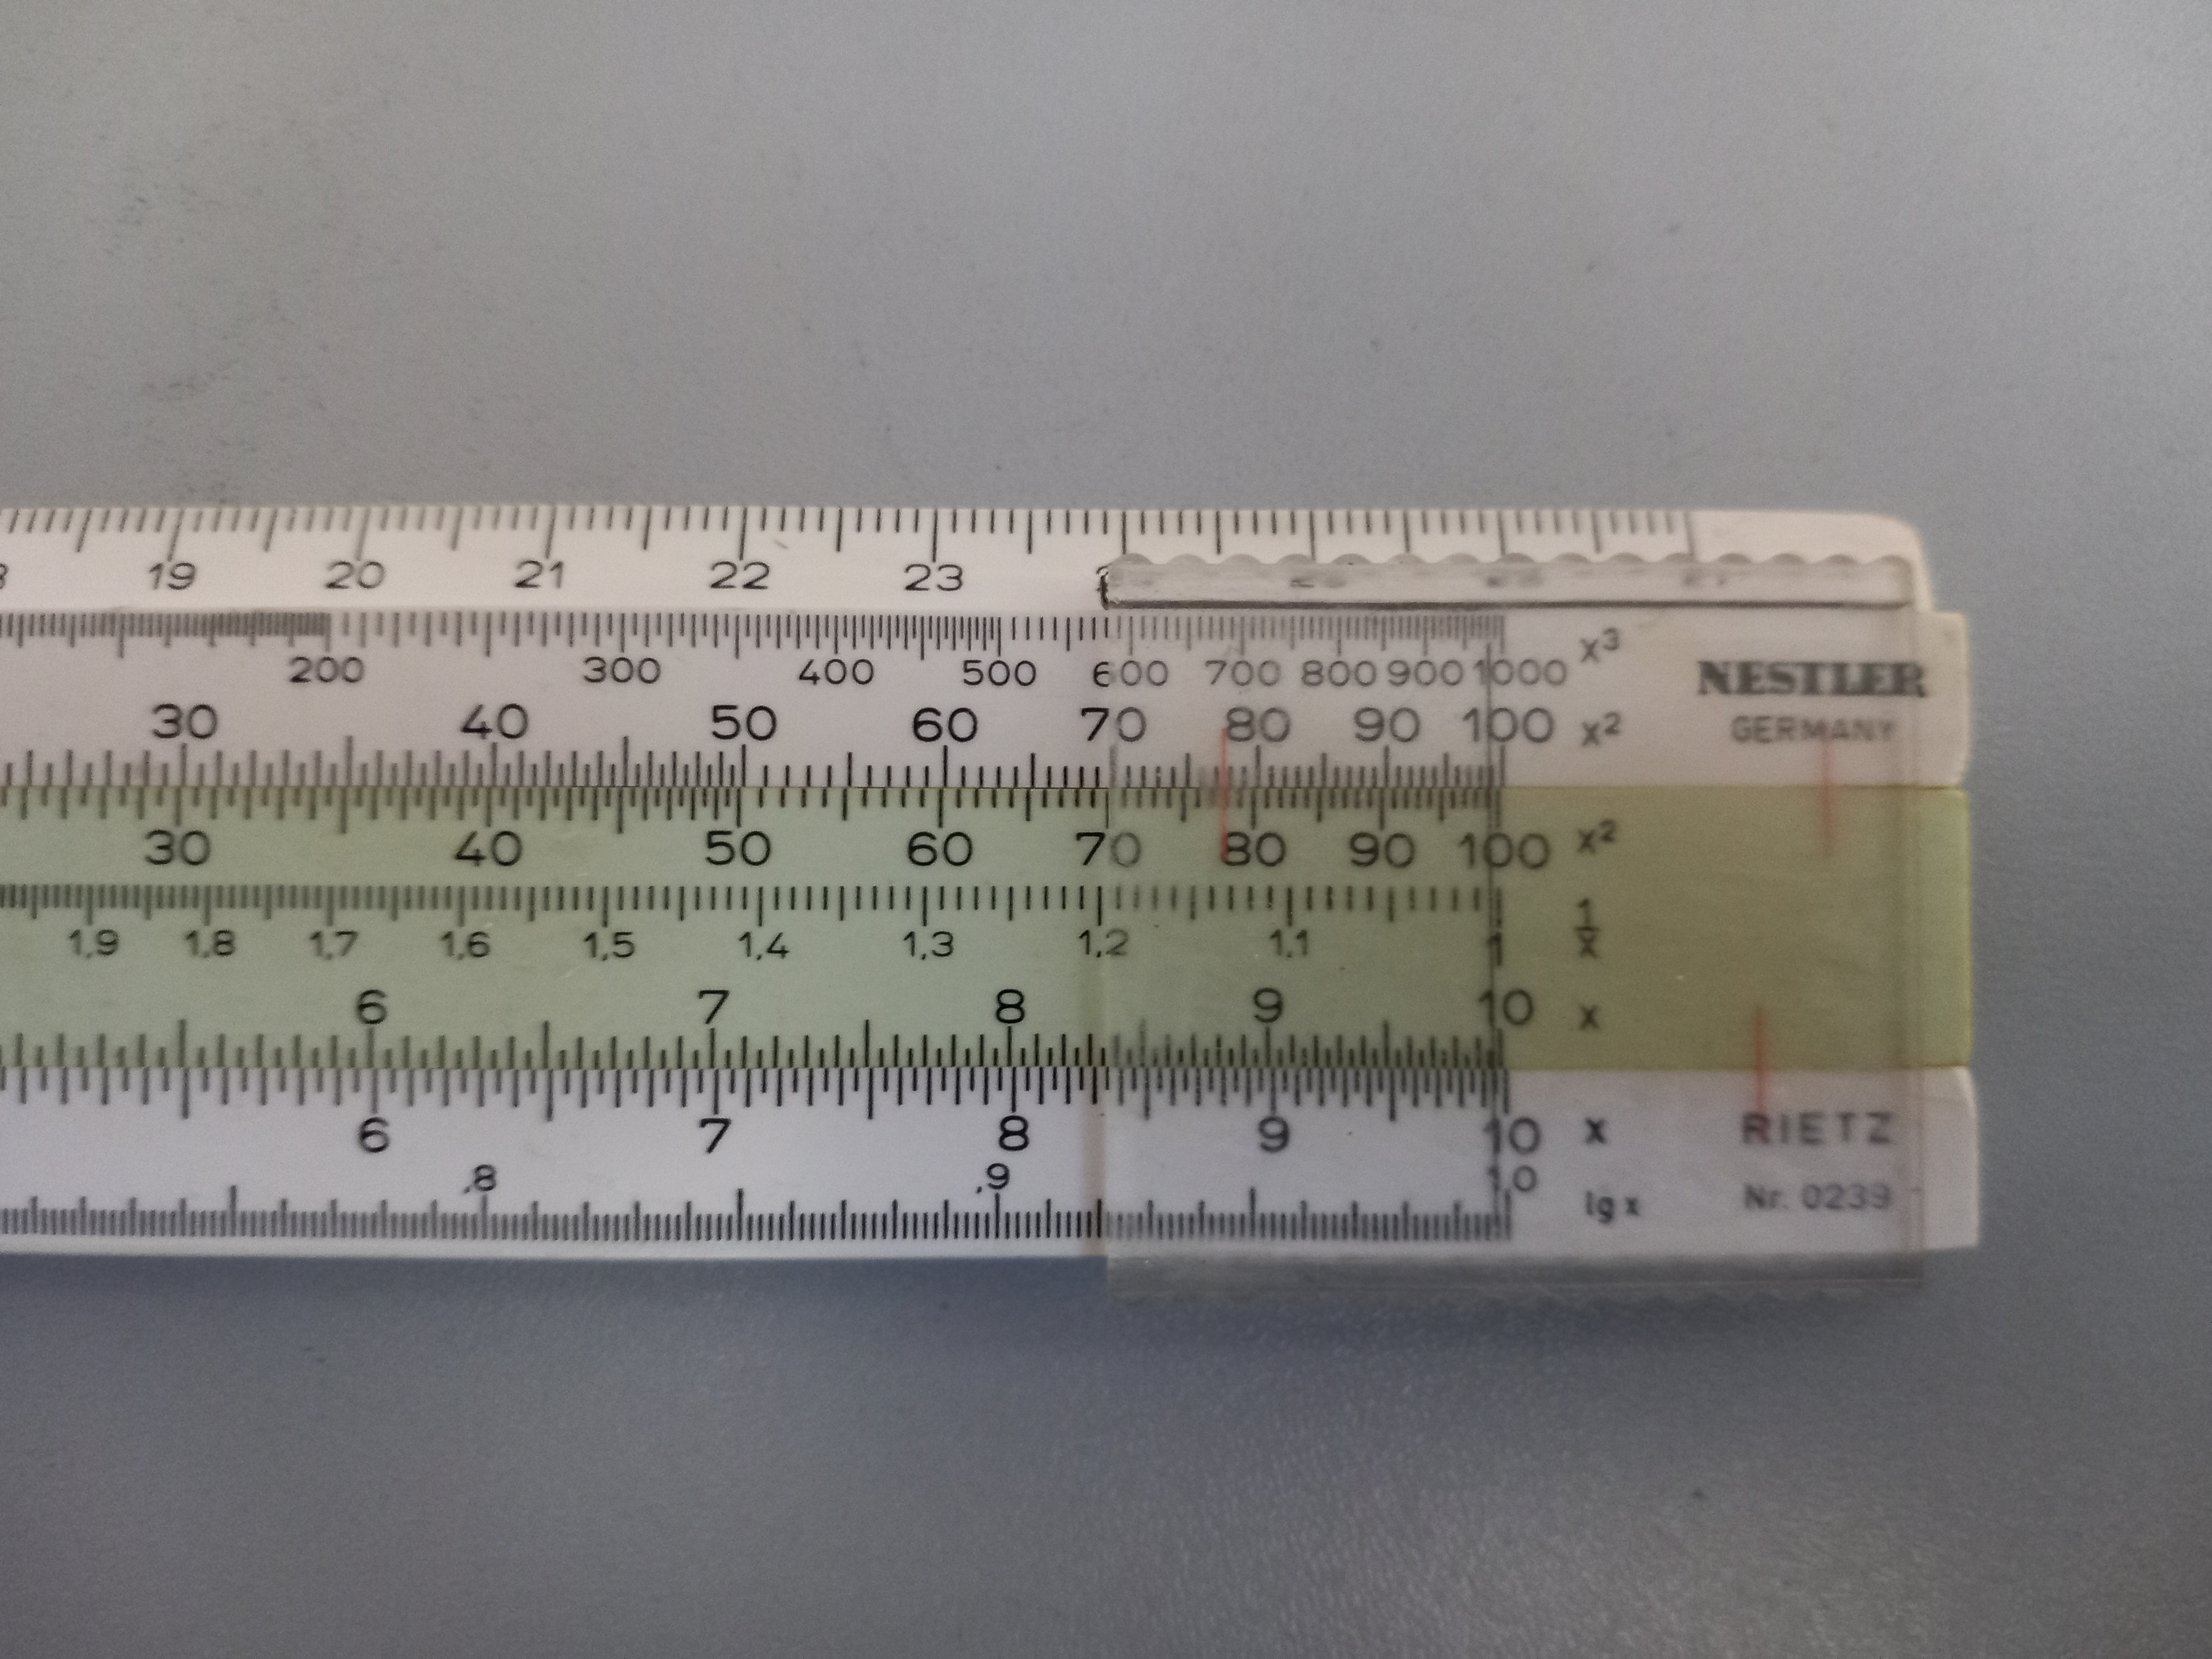 19 20 21 22 23
200 300 400 500 600 700 800 900 1000 x³
NESTLER
30 40 50 60 70 80 90 100 x²
GERMANY
30 40 50 60 70 80 90 100 x²
1,9 1,8 1,7 1,6 1,5 1,4 1,3 1,2 1,1 1 1/x
6 7 8 9 10 x
6 7 8 9 10 x RIETZ
.8 .9 1.0 lg x Nr. 0239